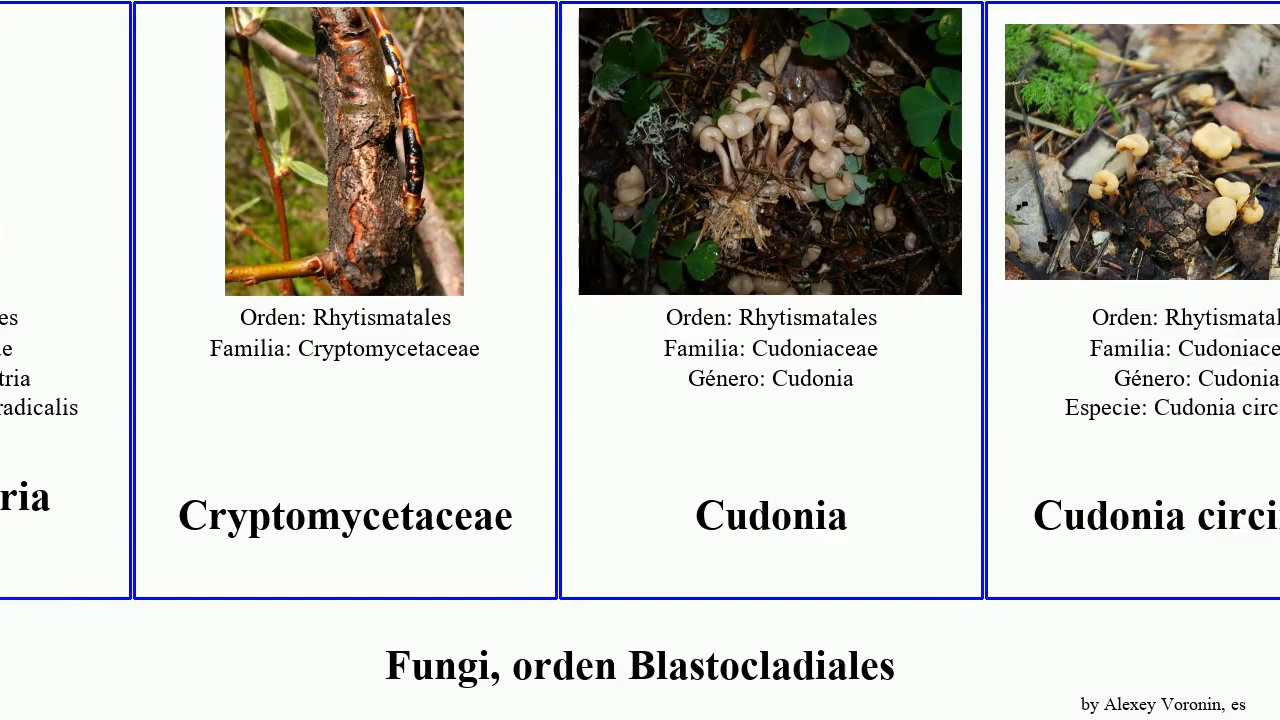 es
e
tria
radicalis
ria
Orden: Rhytismatales
Familia: Cryptomycetaceae
Cryptomycetaceae
Orden: Rhytismatales
Familia: Cudoniaceae
Género: Cudonia
Cudonia
Orden: Rhytismatal
Familia: Cudoniace
Género: Cudonia
Especie: Cudonia circ
Cudonia circi
Fungi, orden Blastocladiales
by Alexey Voronin, es